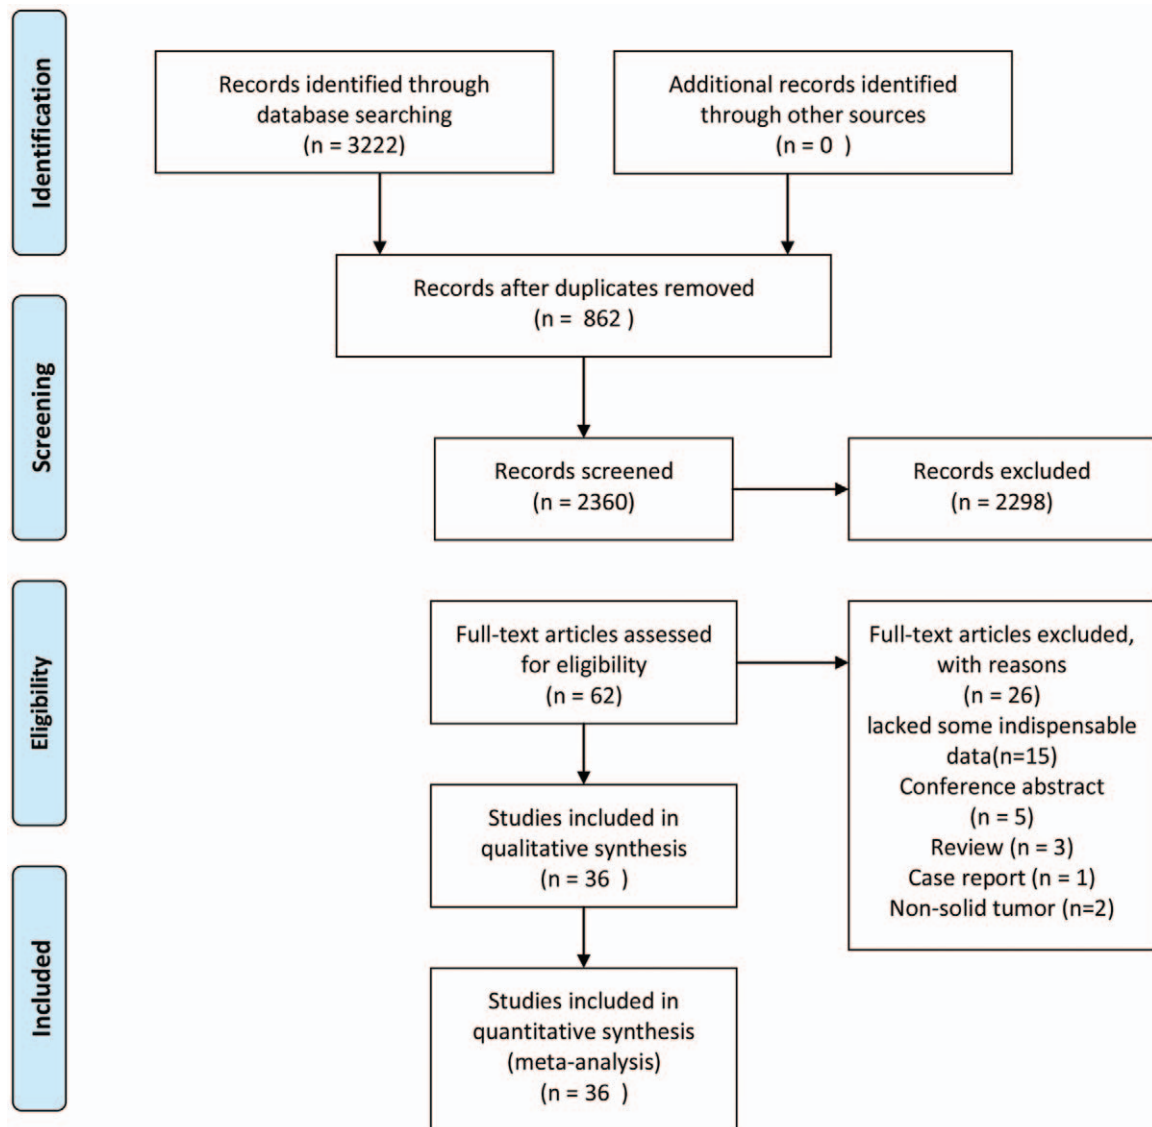 Identification
Records identified through
database searching
(n = 3222)
Additional records identified
through other sources
(n = 0 )
Records after duplicates removed
(n = 862 )
Screening
Records screened
(n = 2360)
Records excluded
(n = 2298)
Eligibility
Full-text articles assessed
for eligibility
(n = 62)
Full-text articles excluded,
with reasons
(n = 26)
lacked some indispensable
data(n=15)
Conference abstract
(n = 5)
Review (n = 3)
Case report (n = 1)
Non-solid tumor (n=2)
Studies included in
qualitative synthesis
(n = 36 )
Included
Studies included in
quantitative synthesis
(meta-analysis)
(n = 36 )